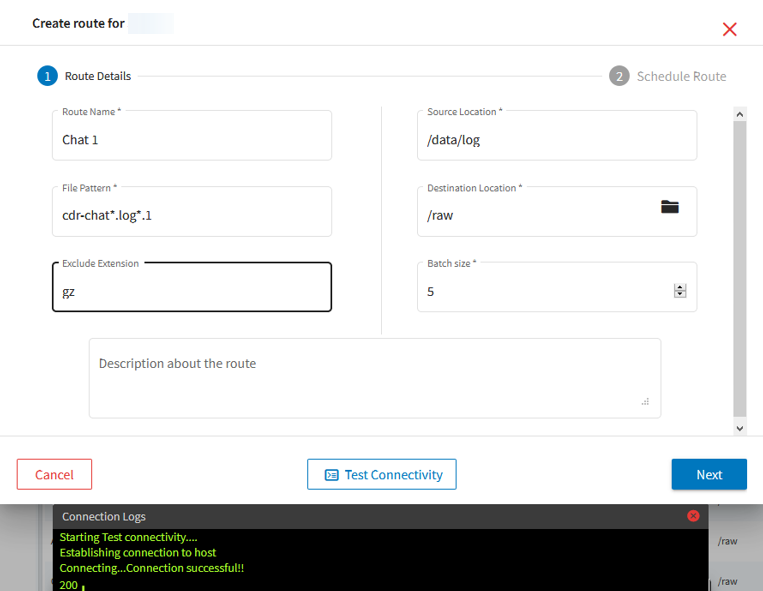 Create route for
1 Route Details
2 Schedule Route
Route Name *
Chat 1
Source Location *
/data/log
File Pattern *
cdr-chat*.log*.1
Destination Location *
/raw
Exclude Extension
gz
Batch size *
5
Description about the route
Cancel
Test Connectivity
Next
Connection Logs
Starting Test connectivity....
Establishing connection to host
/raw
Connecting...Connection successful!!
200
/raw